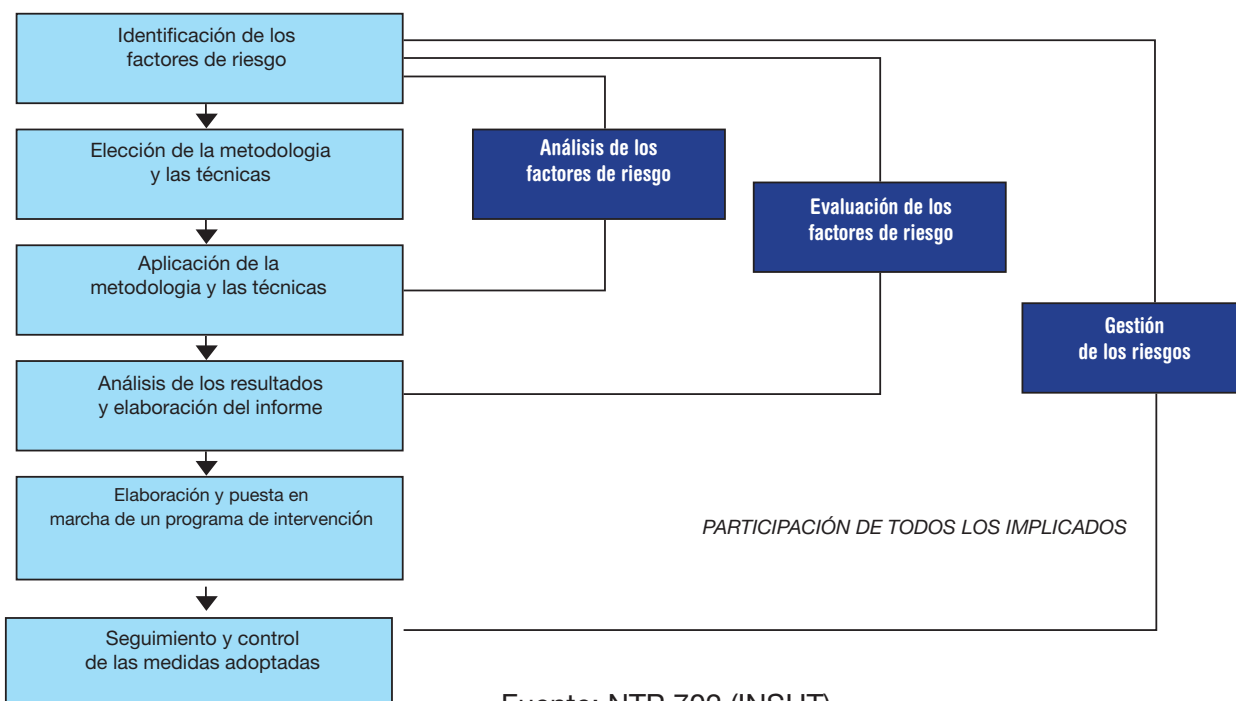 Identificación de los
factores de riesgo
Elección de la metodologia
y las técnicas
Aplicación de la
metodologia y las técnicas
Análisis de los resultados
y elaboración del informe
Elaboración y puesta en
marcha de un programa de intervención
Seguimiento y control
de las medidas adoptadas
Análisis de los
factores de riesgo
Evaluación de los
factores de riesgo
Gestión
de los riesgos
PARTICIPACIÓN DE TODOS LOS IMPLICADOS
Fuente: NTP